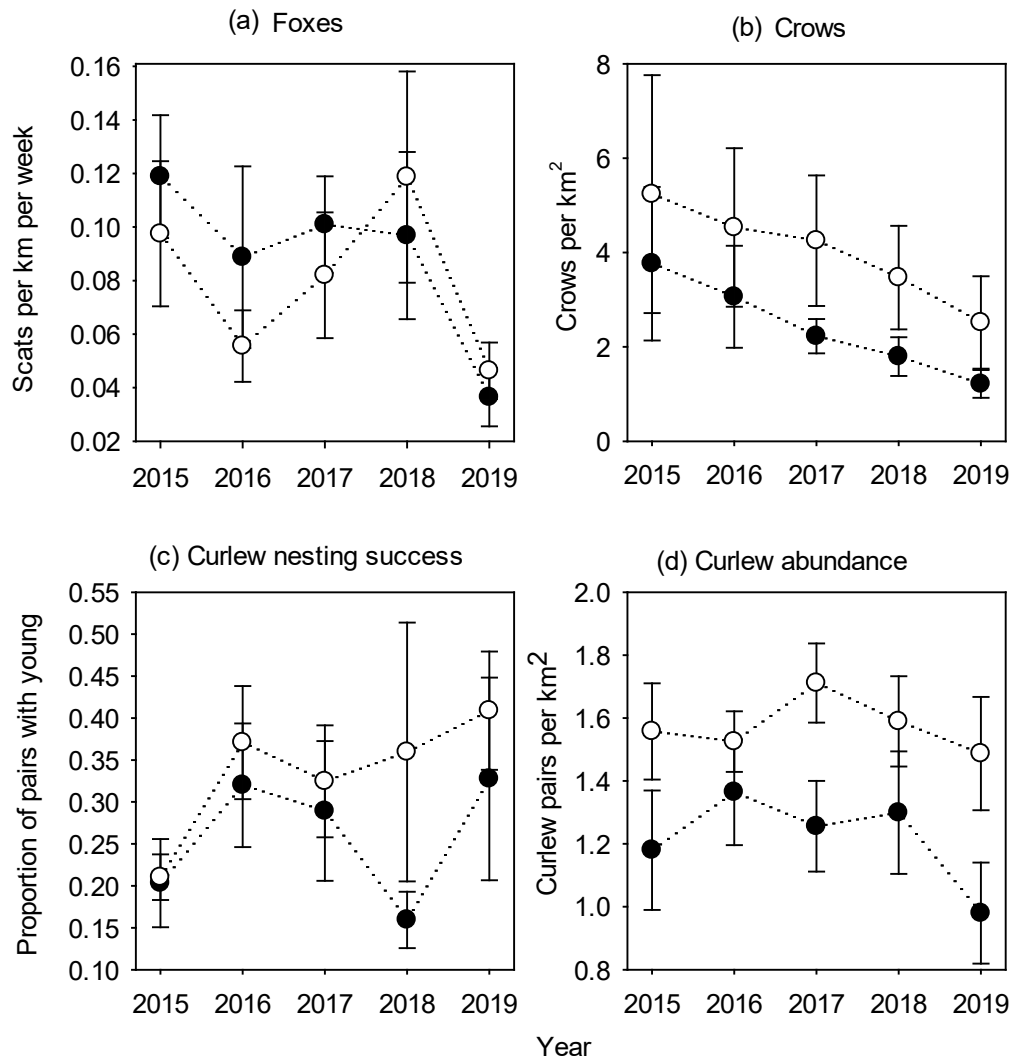 (a) Foxes
(b) Crows
Scats per km per week
0.16
0.14
0.12
0.10
0.08
0.06
0.04
0.02
2015 2016 2017 2018 2019
Crows per km²
8
6
4
2
0
2015 2016 2017 2018 2019
(c) Curlew nesting success
(d) Curlew abundance
Proportion of pairs with young
0.55
0.50
0.45
0.40
0.35
0.30
0.25
0.20
0.15
0.10
2015 2016 2017 2018 2019
Curlew pairs per km²
2.0
1.8
1.6
1.4
1.2
1.0
0.8
2015 2016 2017 2018 2019
Year